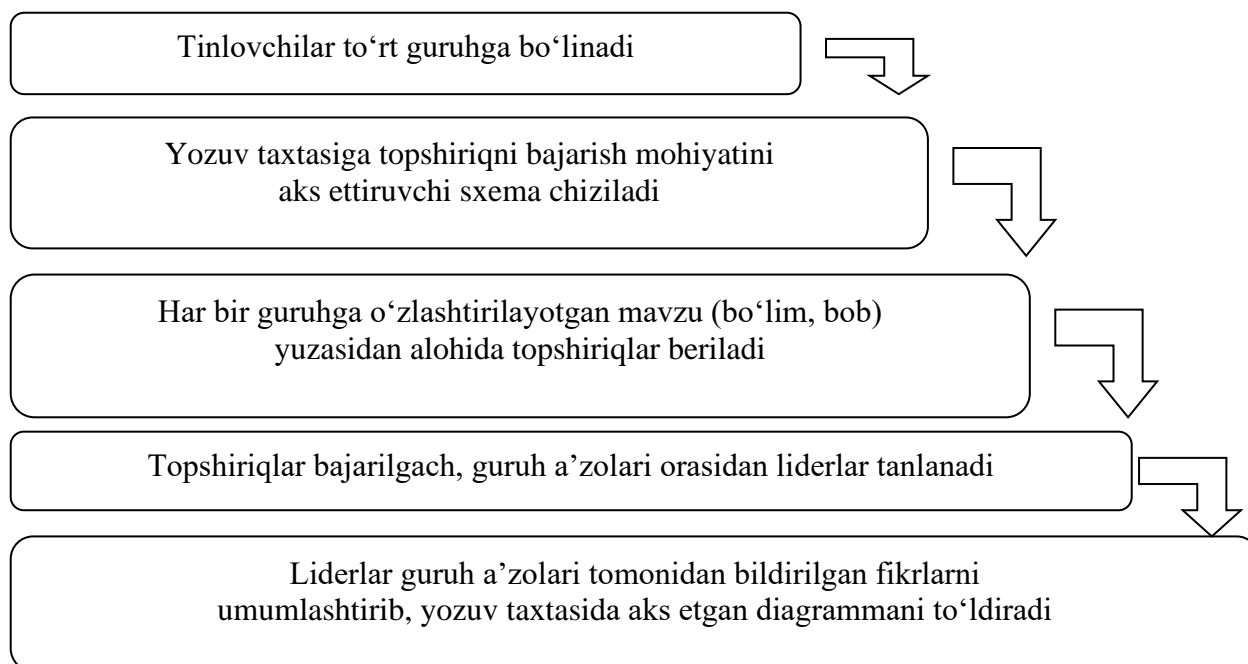 Tinlovchilar to‘rt guruhga bo‘linadi
Yozuv taxtasiga topshiriqni bajarish mohiyatini
aks ettiruvchi sxema chiziladi
Har bir guruhga o‘zlashtirilayotgan mavzu (bo‘lim, bob)
yuzasidan alohida topshiriqlar beriladi
Topshiriqlar bajarilgach, guruh a’zolari orasidan liderlar tanlanadi
Liderlar guruh a’zolari tomonidan bildirilgan fikrlarni
umumlashtirib, yozuv taxtasida aks etgan diagrammani to‘ldiradi